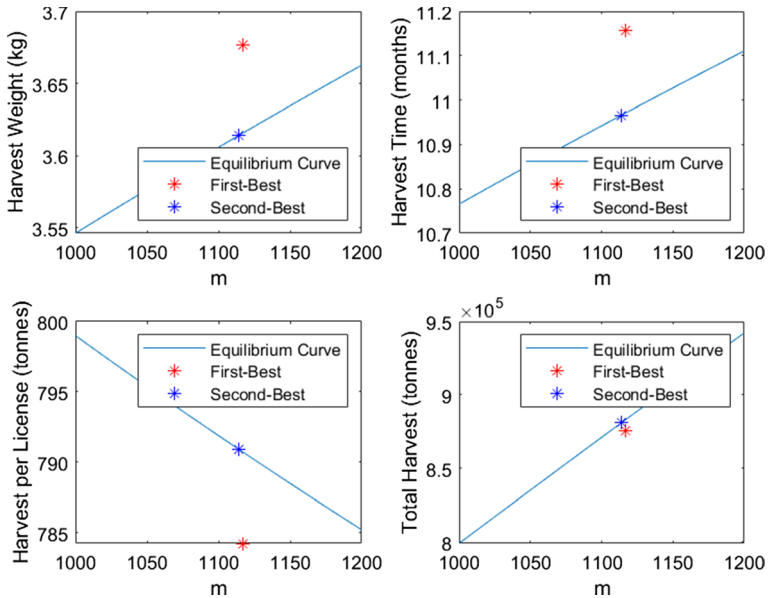 3.7
3.65
3.6
3.55
Harvest Weight (kg)
Equilibrium Curve
First-Best
Second-Best
1000 1050 1100 1150 1200
m
11.2
11.1
11
10.9
10.8
10.7
Harvest Time (months)
Equilibrium Curve
First-Best
Second-Best
1000 1050 1100 1150 1200
m
800
795
790
785
Harvest per License (tonnes)
Equilibrium Curve
First-Best
Second-Best
1000 1050 1100 1150 1200
m
×10⁵
9.5
9
8.5
8
Total Harvest (tonnes)
Equilibrium Curve
First-Best
Second-Best
1000 1050 1100 1150 1200
m